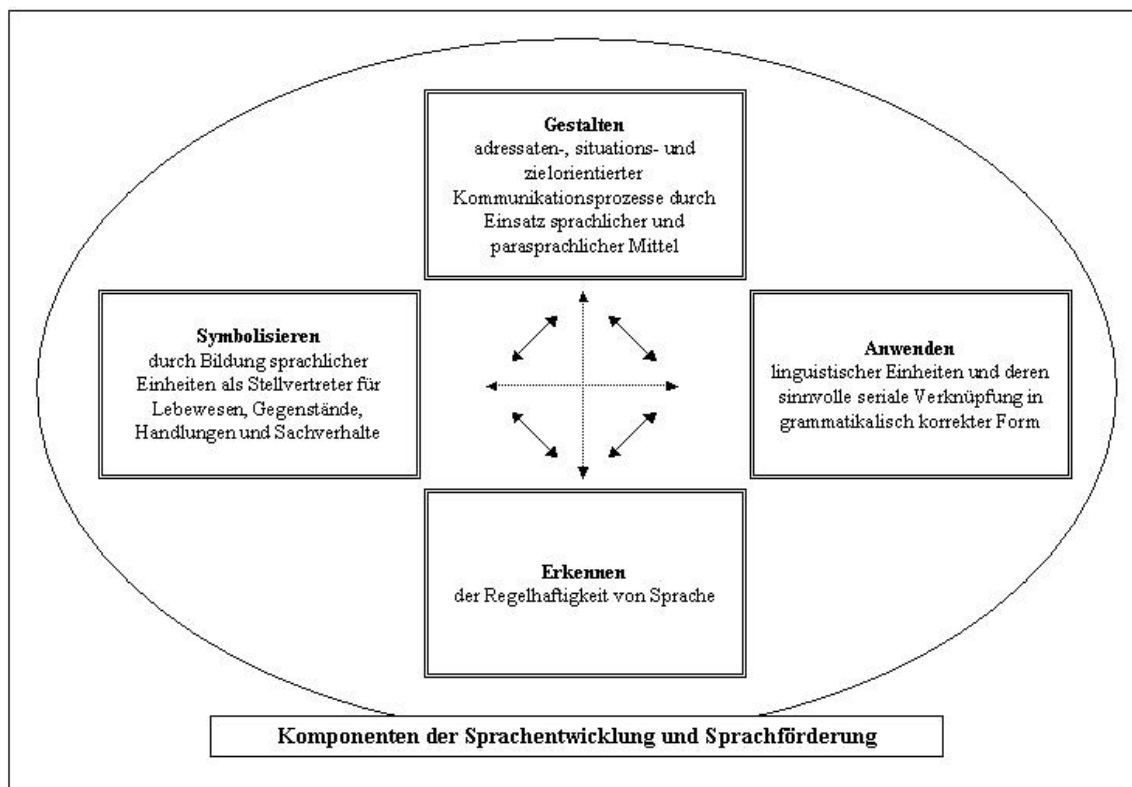 Gestalten
adressaten-, situations- und
zielorientierter
Kommunikationsprozesse durch
Einsatz sprachlicher und
parasprachlicher Mittel
Symbolisieren
durch Bildung sprachlicher
Einheiten als Stellvertreter für
Lebewesen, Gegenstände,
Handlungen und Sachverhalte
Anwenden
linguistischer Einheiten und deren
sinnvolle seriale Verknüpfung in
grammatikalisch korrekter Form
Erkennen
der Regelhaftigkeit von Sprache
Komponenten der Sprachentwicklung und Sprachförderung